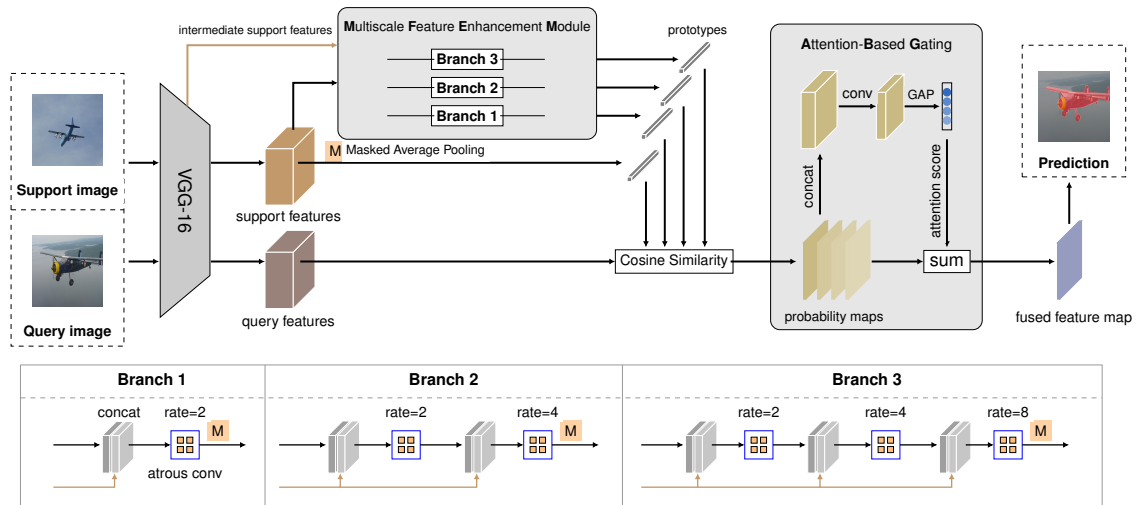 intermediate support features
Multiscale Feature Enhancement Module
Branch 3
Branch 2
Branch 1
prototypes
Attention-Based Gating
conv
GAP
concat
attention score
Support image
VGG-16
M Masked Average Pooling
support features
Prediction
Query image
query features
Cosine Similarity
sum
probability maps
fused feature map
Branch 1
concat
rate=2
M
atrous conv
Branch 2
rate=2
rate=4
M
Branch 3
rate=2
rate=4
rate=8
M